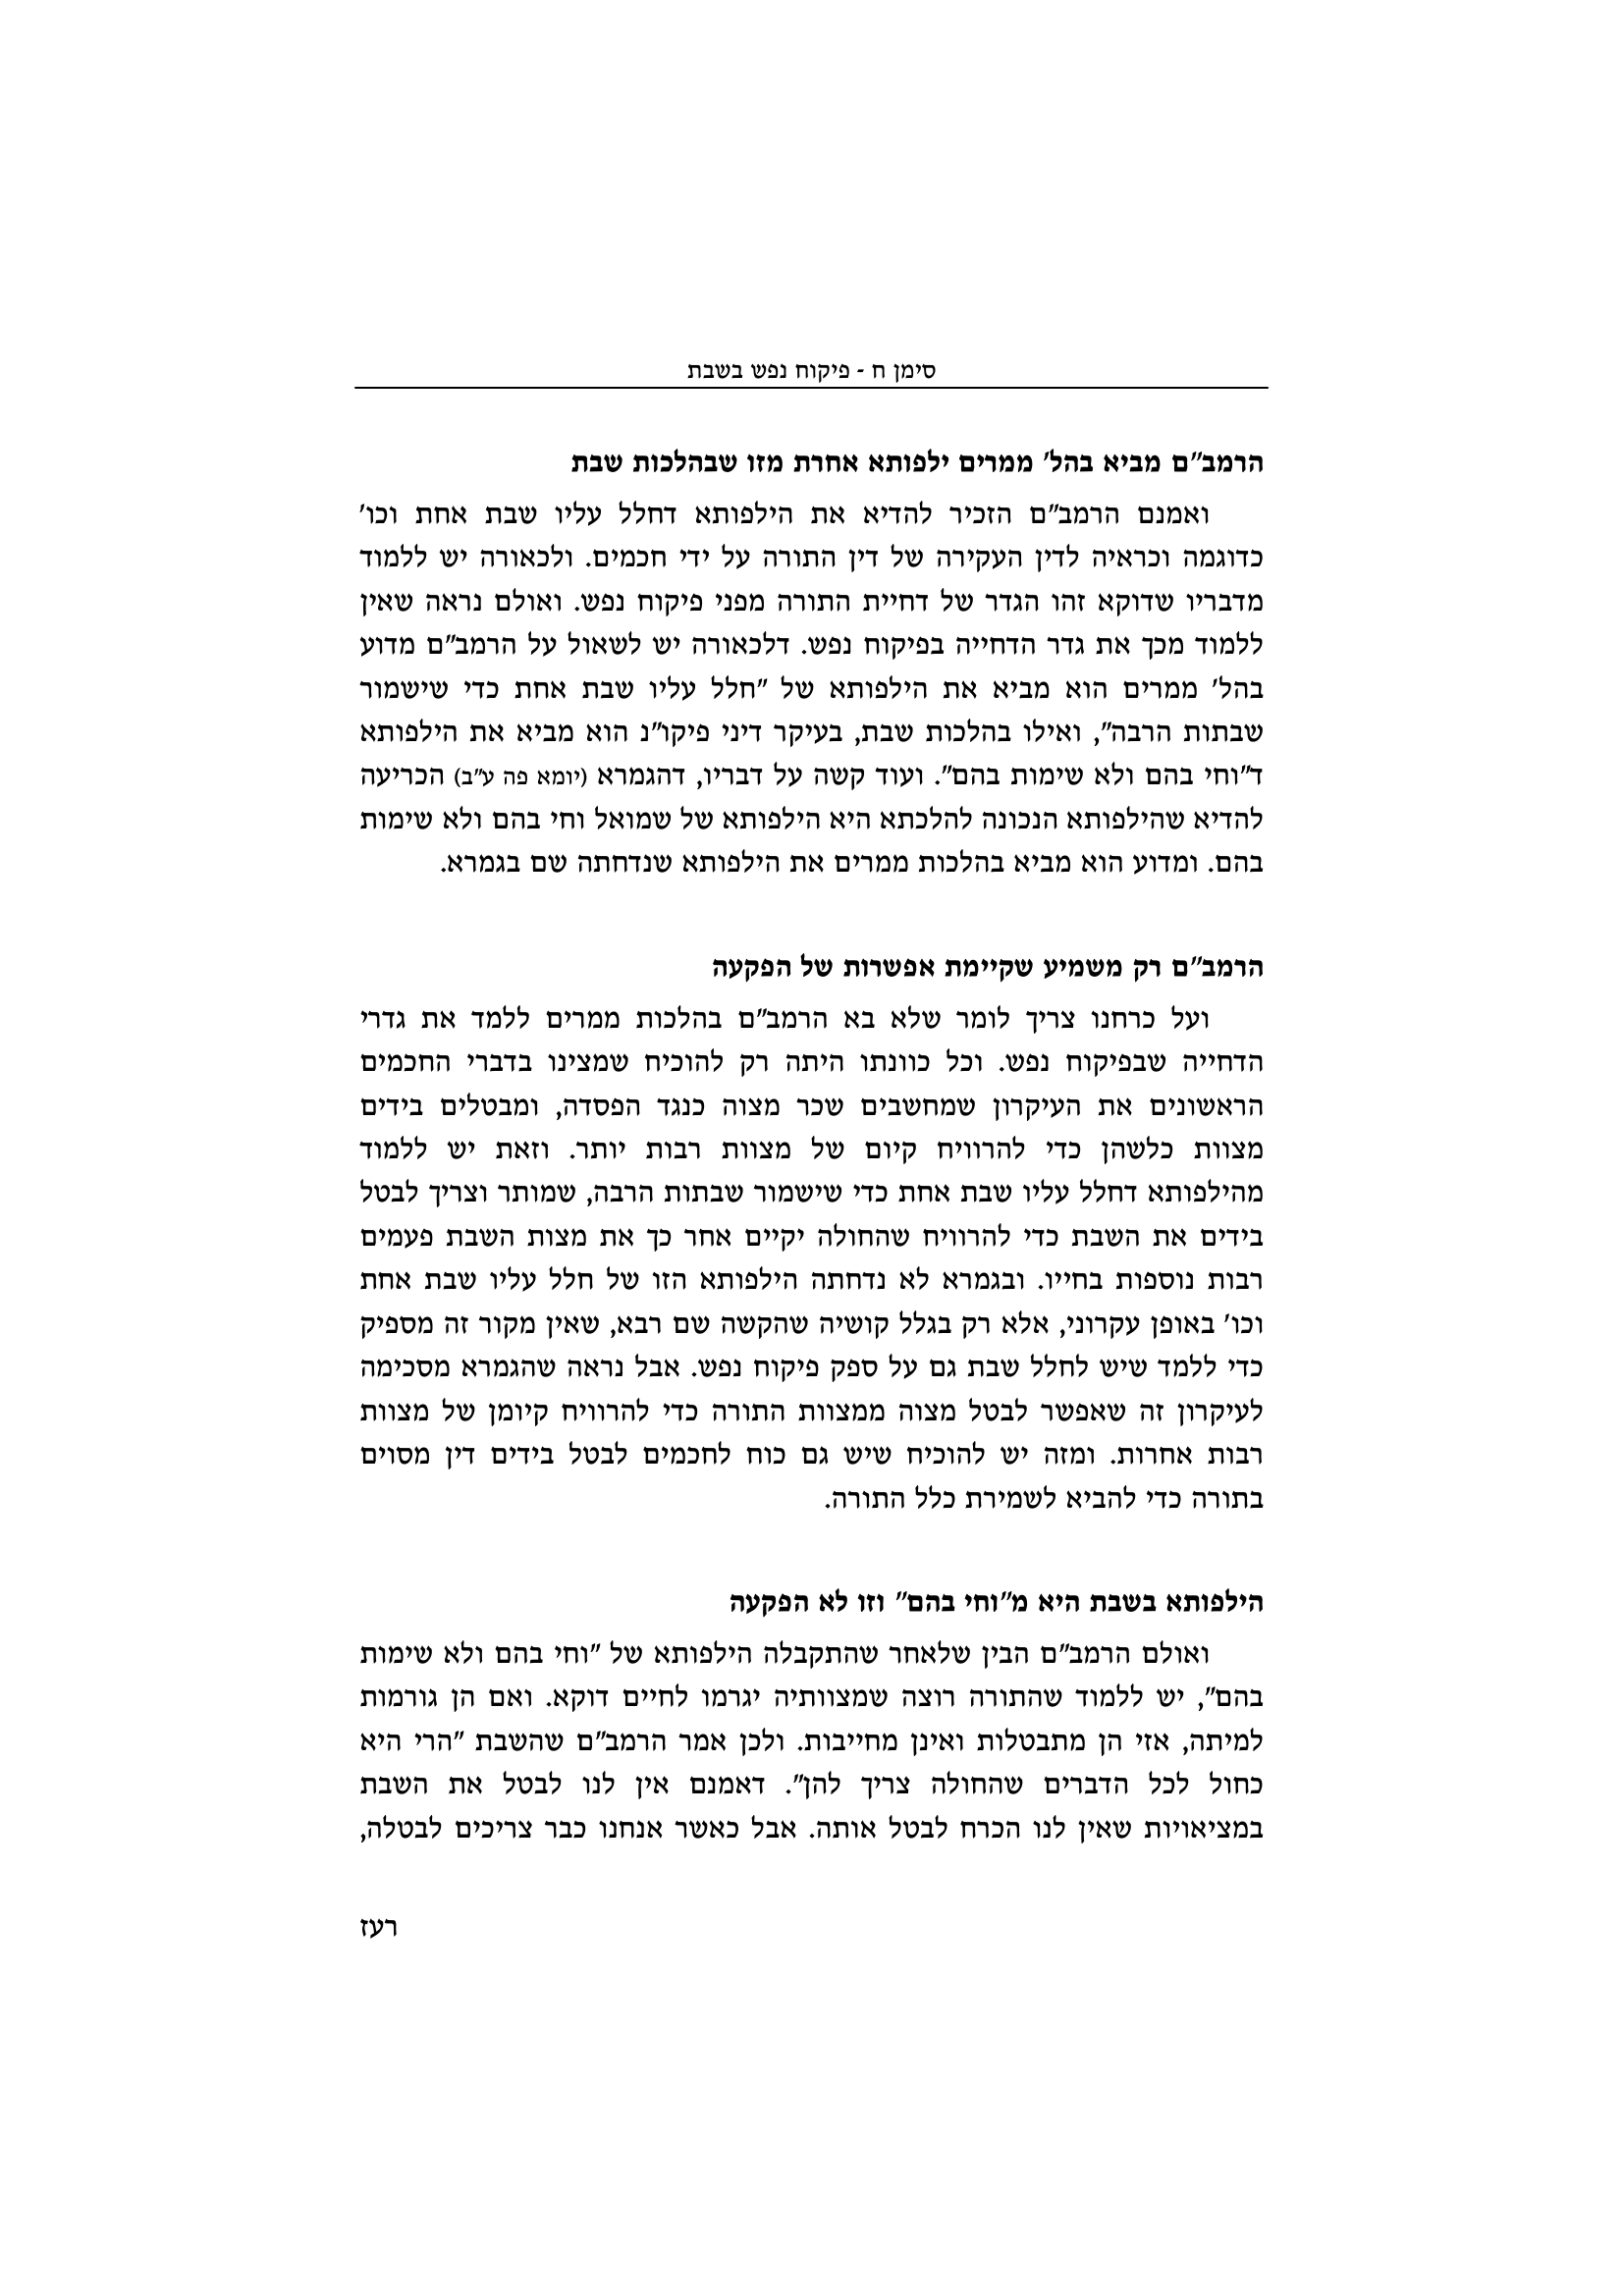 סימן ח - פיקוח נפש בשבת
הרמב"ם מביא בהל' ממרים ילפותא אחרת מזו שבהלכות שבת
ואמנם הרמב"ם הזכיר להדיא את הילפותא דחלל עליו שבת אחת וכו'
כדוגמה וכראיה לדין העקירה של דין התורה על ידי חכמים. ולכאורה יש ללמוד
מדבריו שדוקא זהו הגדר של דחיית התורה מפני פיקוח נפש. ואולם נראה שאין
ללמוד מכך את גדר הדחייה בפיקוח נפש. דלכאורה יש לשאול על הרמב"ם מדוע
בהל' ממרים הוא מביא את הילפותא של "חלל עליו שבת אחת כדי שישמור
שבתות הרבה", ואילו בהלכות שבת, בעיקר דיני פיקו"נ הוא מביא את הילפותא
ד"וחי בהם ולא שימות בהם". ועוד קשה על דבריו, דהגמרא (יומא פה ע"ב) הכריעה
להדיא שהילפותא הנכונה להלכתא היא הילפותא של שמואל וחי בהם ולא שימות
בהם. ומדוע הוא מביא בהלכות ממרים את הילפותא שנדחתה שם בגמרא.
הרמב"ם רק משמיע שקיימת אפשרות של הפקעה
ועל כרחנו צריך לומר שלא בא הרמב"ם בהלכות ממרים ללמד את גדרי
הדחייה שבפיקוח נפש. וכל כוונתו היתה רק להוכיח שמצינו בדברי החכמים
הראשונים את העיקרון שמחשבים שכר מצוה כנגד הפסדה, ומבטלים בידים
מצוות כלשהן כדי להרוויח קיום של מצוות רבות יותר. וזאת יש ללמוד
מהילפותא דחלל עליו שבת אחת כדי שישמור שבתות הרבה, שמותר וצריך לבטל
בידים את השבת כדי להרוויח שהחולה יקיים אחר כך את מצות השבת פעמים
רבות נוספות בחייו. ובגמרא לא נדחתה הילפותא הזו של חלל עליו שבת אחת
וכו' באופן עקרוני, אלא רק בגלל קושיה שהקשה שם רבא, שאין מקור זה מספיק
כדי ללמד שיש לחלל שבת גם על ספק פיקוח נפש. אבל נראה שהגמרא מסכימה
לעיקרון זה שאפשר לבטל מצוה ממצוות התורה כדי להרוויח קיומן של מצוות
רבות אחרות. ומזה יש להוכיח שיש גם כוח לחכמים לבטל בידים דין מסוים
בתורה כדי להביא לשמירת כלל התורה.
הילפותא בשבת היא מ"וחי בהם" וזו לא הפקעה
ואולם הרמב"ם הבין שלאחר שהתקבלה הילפותא של "וחי בהם ולא שימות
בהם", יש ללמוד שהתורה רוצה שמצוותיה יגרמו לחיים דוקא. ואם הן גורמות
למיתה, אזי הן מתבטלות ואינן מחייבות. ולכן אמר הרמב"ם שהשבת "הרי היא
כחול לכל הדברים שהחולה צריך להן". דאמנם אין לנו לבטל את השבת
במציאויות שאין לנו הכרח לבטל אותה. אבל כאשר אנחנו כבר צריכים לבטלה,
רעז